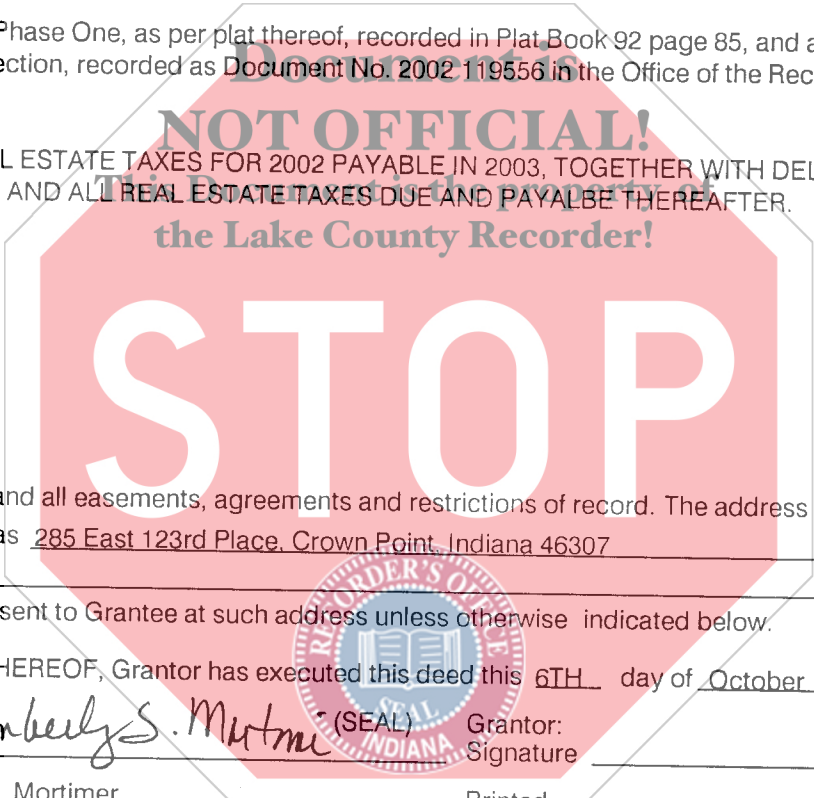 Phase One, as per plat thereof, recorded in Plat Book 92 page 85, and a
ection, recorded as Document No. 2002 119556 in the Office of the Rec
Document is
NOT OFFICIAL!
L ESTATE TAXES FOR 2002 PAYABLE IN 2003, TOGETHER WITH DEL
This Document is the property of
AND ALL REAL ESTATE TAXES DUE AND PAYALBE THEREAFTER.
the Lake County Recorder!
STOP
and all easements, agreements and restrictions of record. The address
as 285 East 123rd Place, Crown Point, Indiana 46307
RECORDER'S OFFICE
sent to Grantee at such address unless otherwise indicated below.
HEREOF, Grantor has executed this deed this 6TH day of October
SEAL
INDIANA
mberly S. Mortime (SEAL) Grantor:
Signature
Mortimer Printed